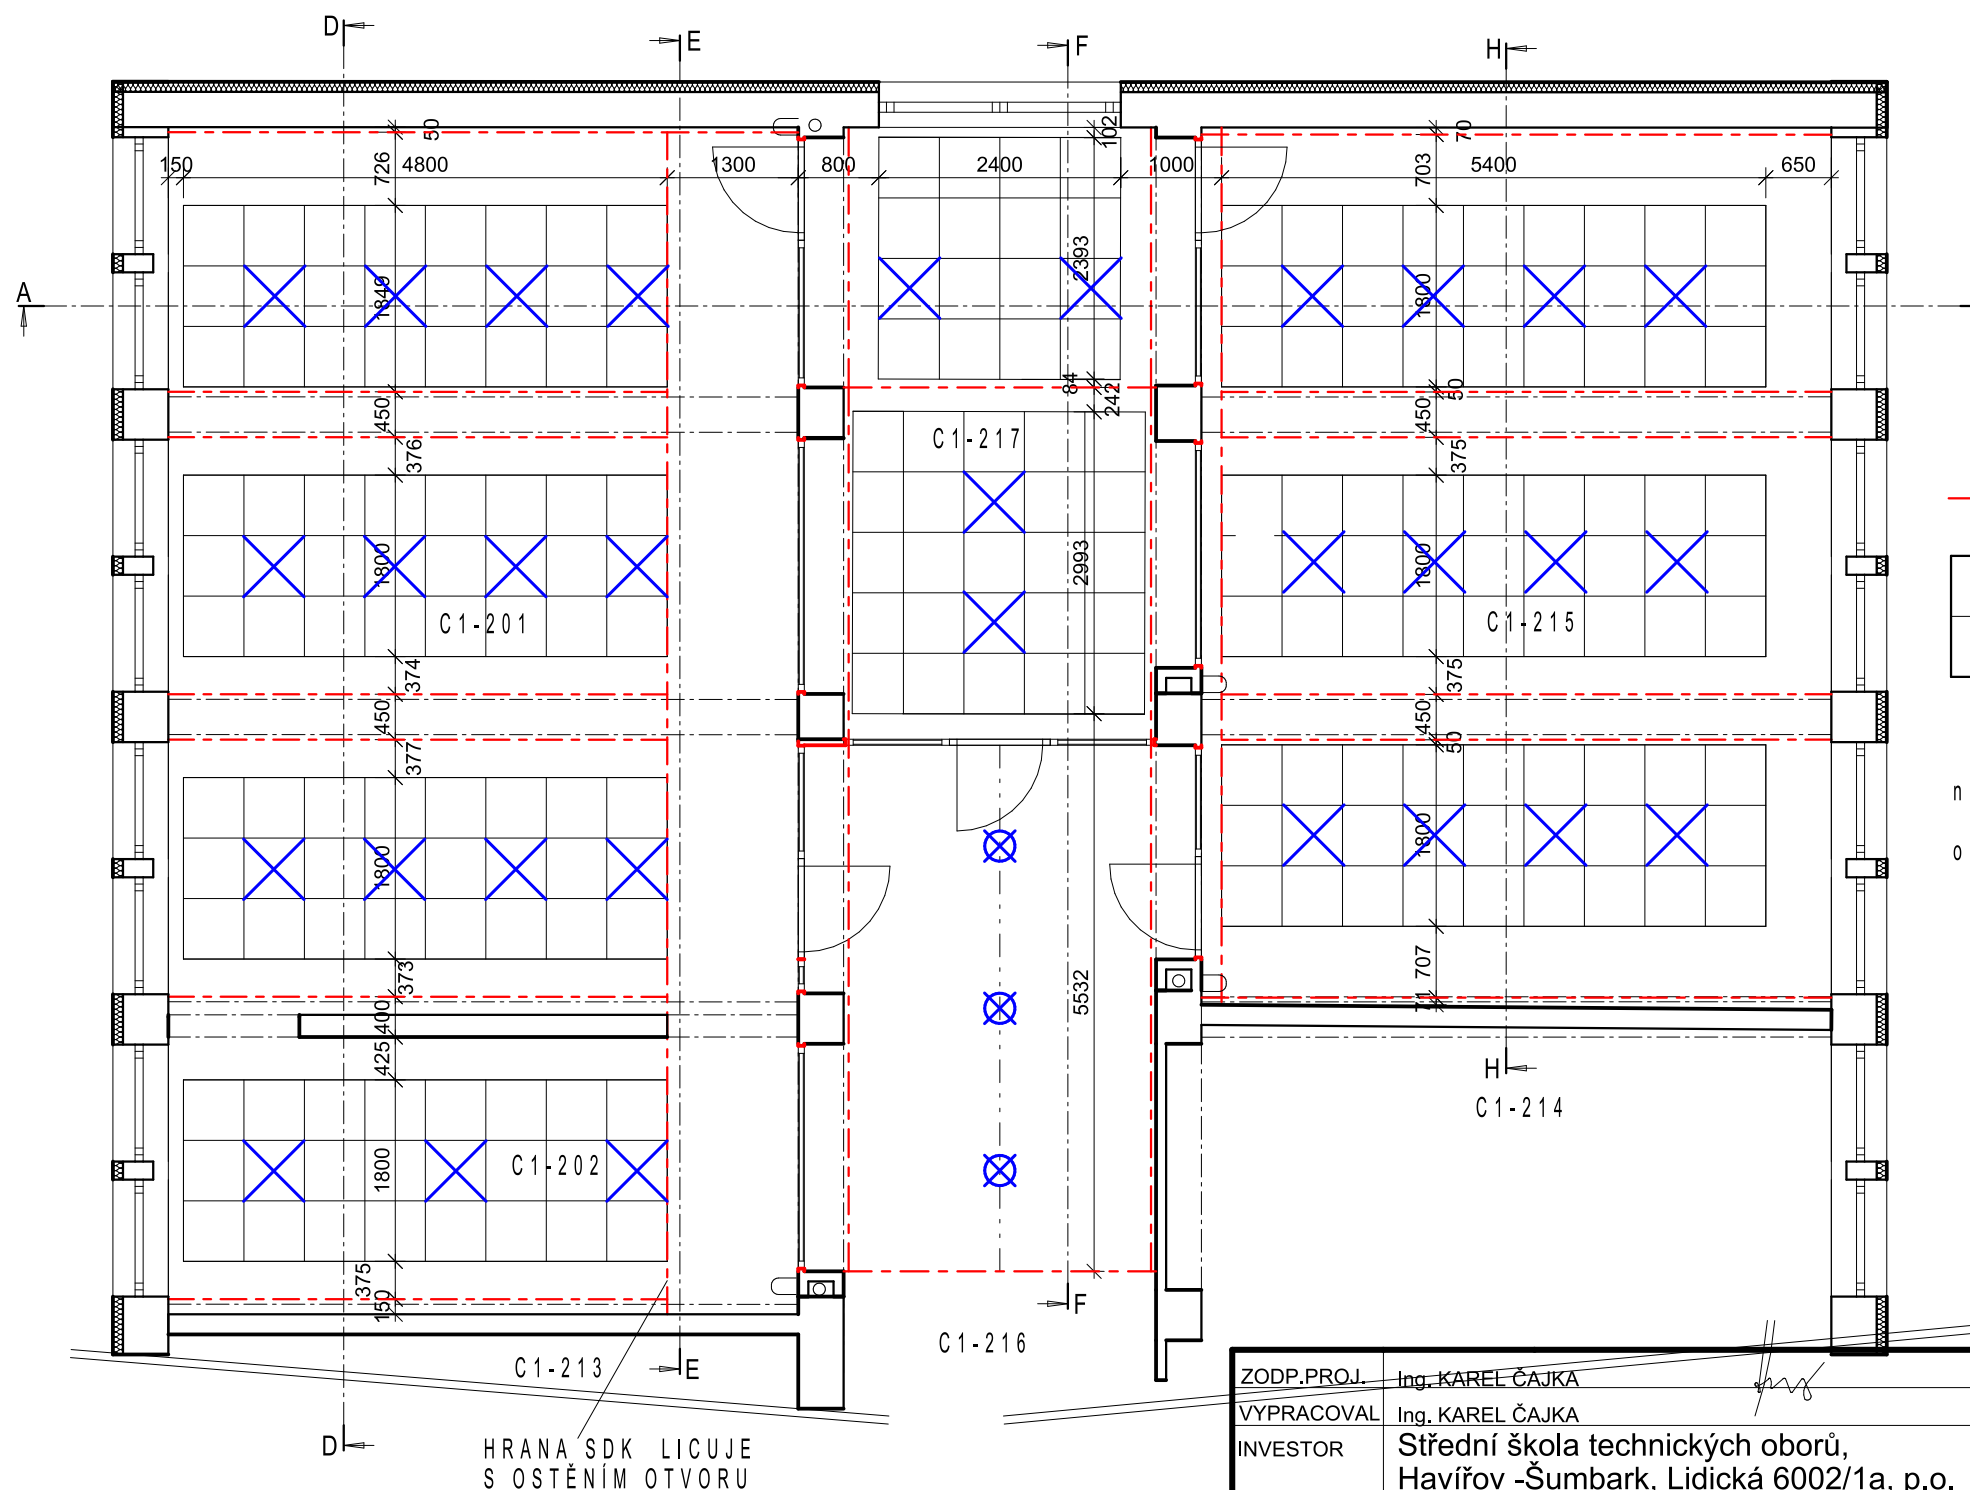 D
E
F
H
50
102
70
150
4800
1300
800
2400
1000
5400
650
726
703
2393
A
1840
1800
84
242
50
450
450
C1-217
376
375
1800
2993
1800
C1-201
C1-215
374
375
450
450
377
50
n
1800
1800
o
373
707
5532
71
400
425
H
C1-214
1800
C1-202
375
150
F
C1-216
C1-213
E
D
HRANA SDK LICUJE
S OSTĚNÍM OTVORU
ZODP.PROJ. Ing. KAREL ČAJKA
VYPRACOVAL Ing. KAREL ČAJKA
INVESTOR Střední škola technických oborů,
Havířov -Šumbark, Lidická 6002/1a, p.o.